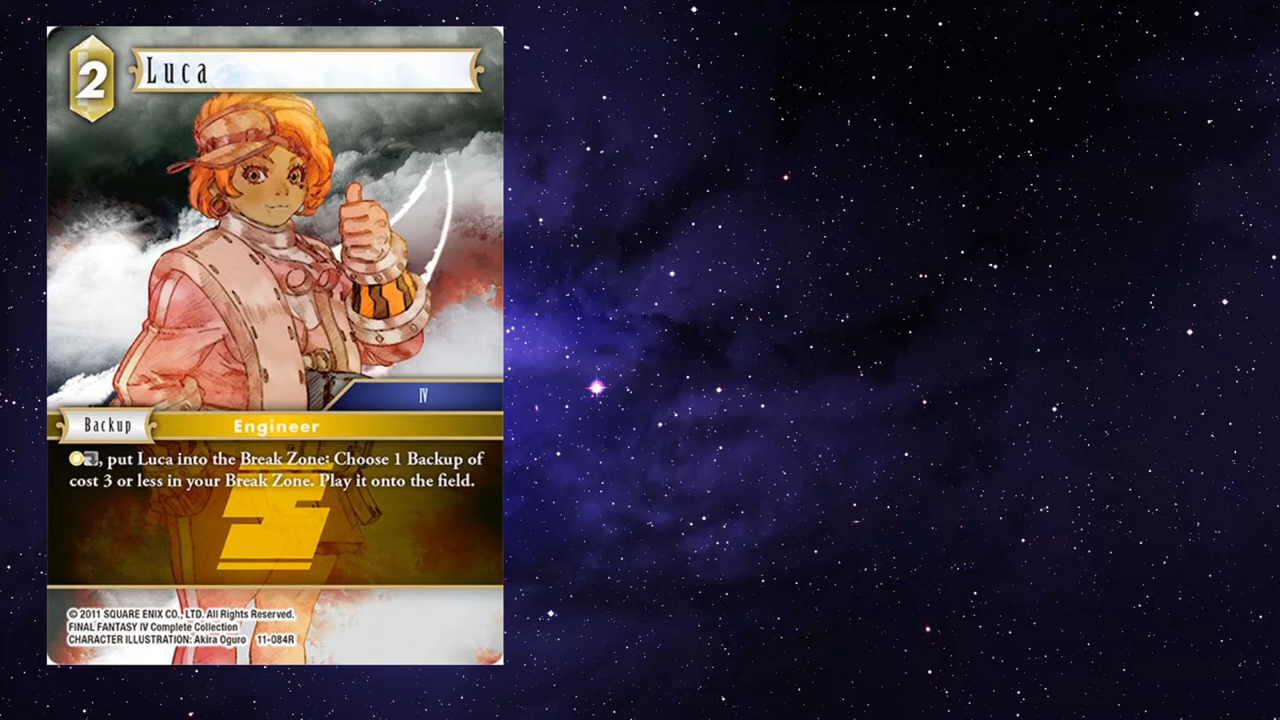 2
Luca
IV
Backup
Engineer
, put Luca into the Break Zone: Choose 1 Backup of
cost 3 or less in your Break Zone. Play it onto the field.
© 2011 SQUARE ENIX CO., LTD. All Rights Reserved.
FINAL FANTASY IV Complete Collection
CHARACTER ILLUSTRATION: Akira Oguro 11-084R